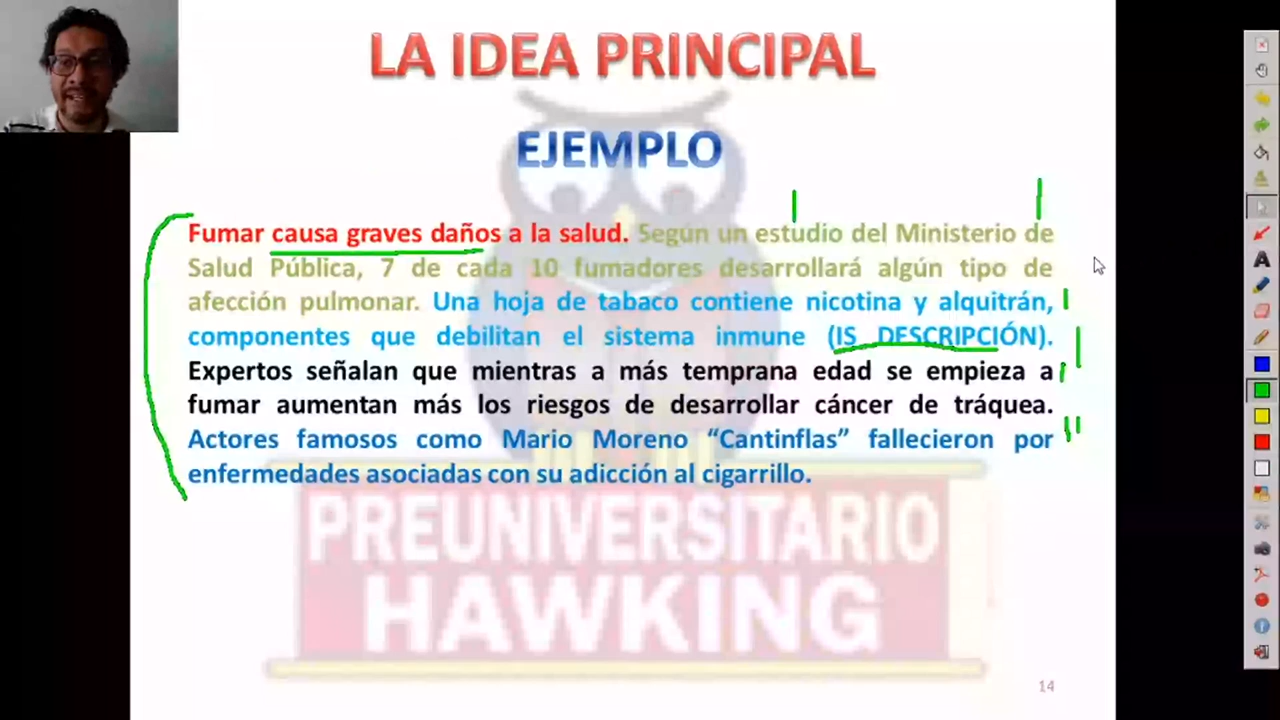 LA IDEA PRINCIPAL
EJEMPLO
Fumar causa graves daños a la salud. Según un estudio del Ministerio de
Salud Pública, 7 de cada 10 fumadores desarrollará algún tipo de
afección pulmonar. Una hoja de tabaco contiene nicotina y alquitrán,
componentes que debilitan el sistema inmune (IS DESCRIPCIÓN).
Expertos señalan que mientras a más temprana edad se empieza a
fumar aumentan más los riesgos de desarrollar cáncer de tráquea.
Actores famosos como Mario Moreno “Cantinflas” fallecieron por
enfermedades asociadas con su adicción al cigarrillo.
PREUNIVERSITARIO
HAWKING
14